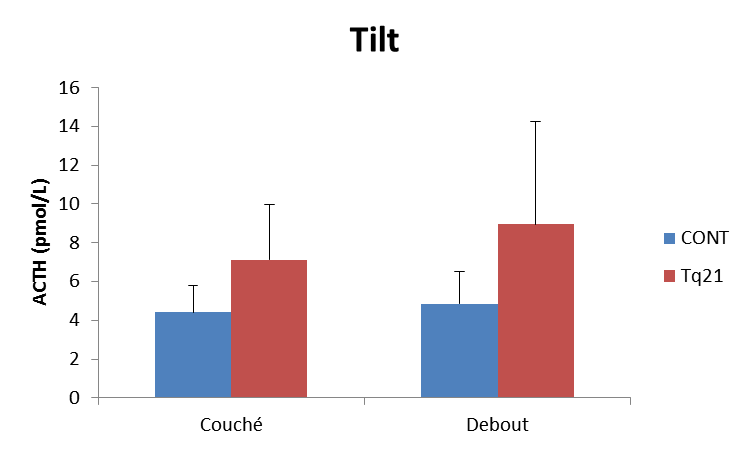 Tilt
16
14
12
10
8
6
4
2
0
ACTH (pmol/L)
Couché
Debout
CONT
Tq21